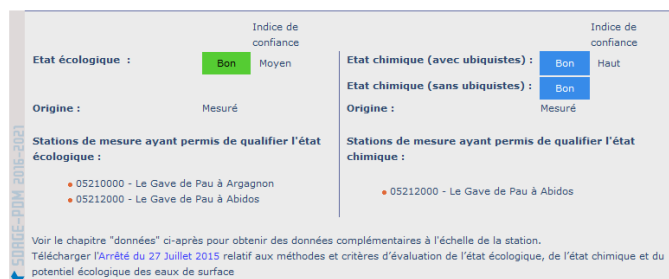 Indice de
confiance
Etat écologique :
Bon
Moyen
Origine :
Mesuré
Stations de mesure ayant permis de qualifier l'état
écologique :
05210000 - Le Gave de Pau à Argagnon
05212000 - Le Gave de Pau à Abidos
Indice de
confiance
Etat chimique (avec ubiquistes) :
Bon
Haut
Etat chimique (sans ubiquistes) :
Bon
Origine :
Mesuré
Stations de mesure ayant permis de qualifier l'état
chimique :
05212000 - Le Gave de Pau à Abidos
Voir le chapitre "données" ci-après pour obtenir des données complémentaires à l'échelle de la station.
Télécharger l'Arrêté du 27 Juillet 2015 relatif aux méthodes et critères d'évaluation de l'état écologique, de l'état chimique et du
potentiel écologique des eaux de surface
SDAGE-PDM 2016-2021